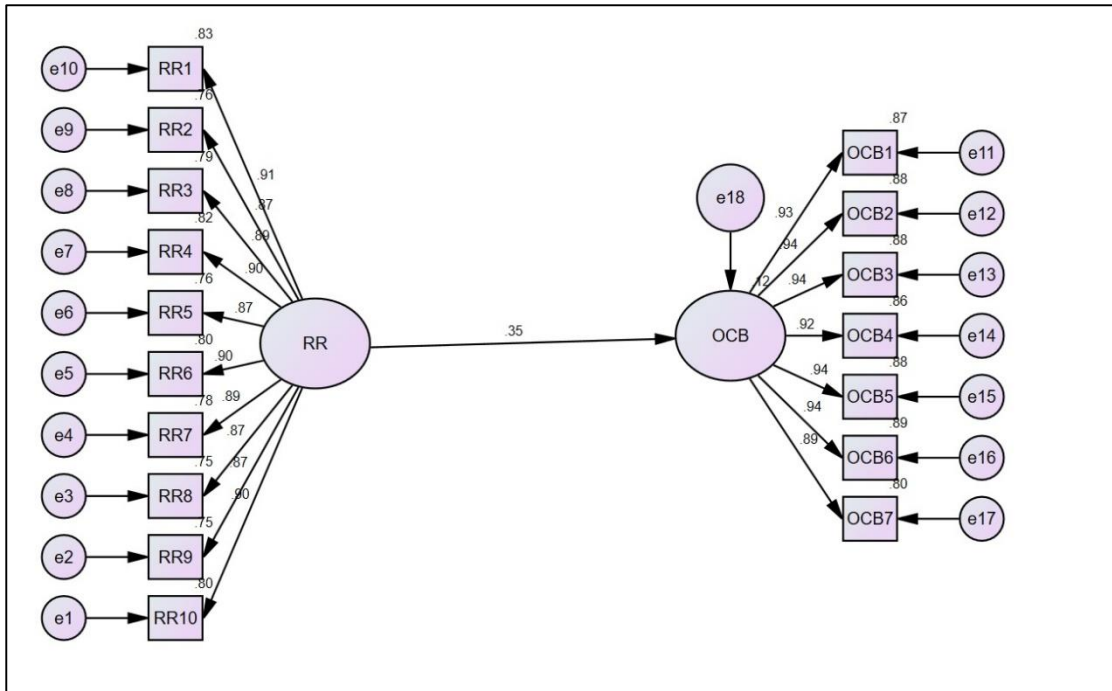 .83
e10 RR1
.76
e9 RR2
.79
e8 RR3
.82
e7 RR4
.76
e6 RR5
.80
e5 RR6
.78
e4 RR7
.75
e3 RR8
.75
e2 RR9
.80
e1 RR10
.91
.87
.89
.90
.87
.90
.89
.87
.87
.90
RR
.35
e18
.12
OCB
.93
.94
.94
.92
.94
.94
.89
.87
OCB1 e11
.88
OCB2 e12
.88
OCB3 e13
.86
OCB4 e14
.88
OCB5 e15
.89
OCB6 e16
.80
OCB7 e17